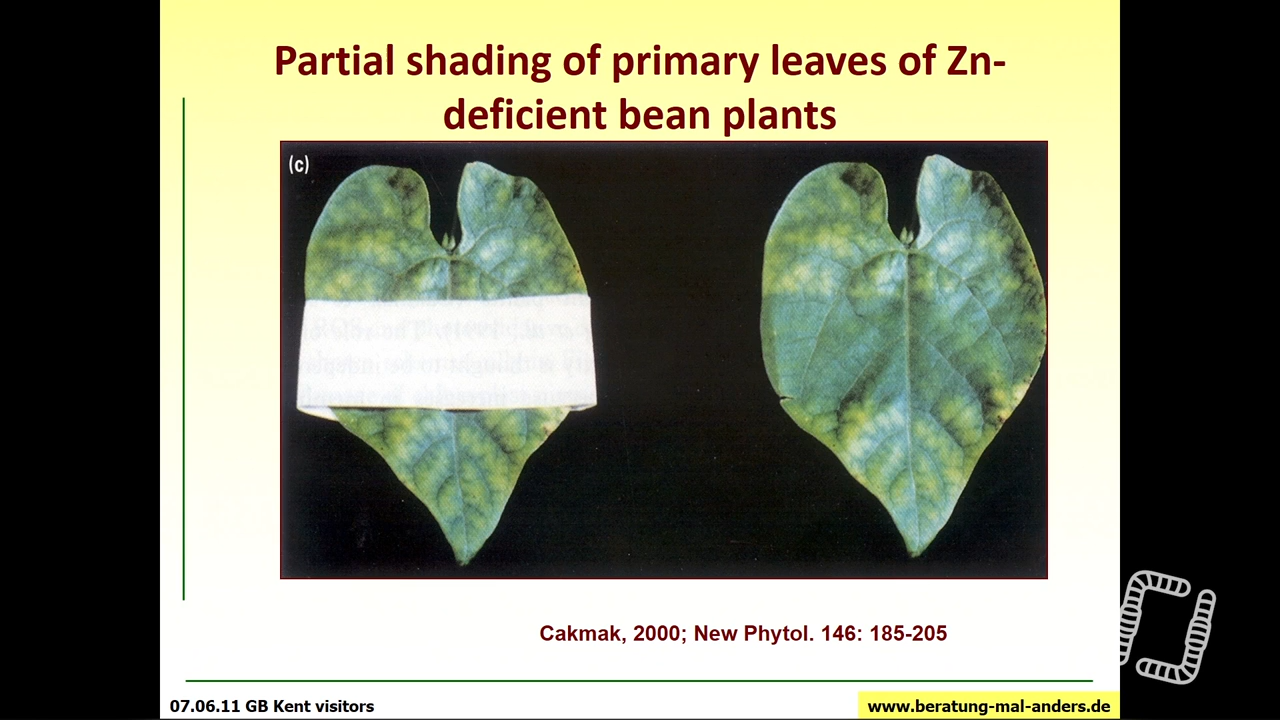 Partial shading of primary leaves of Zn-
deficient bean plants
(c)
Cakmak, 2000; New Phytol. 146: 185-205
07.06.11 GB Kent visitors
www.beratung-mal-anders.de